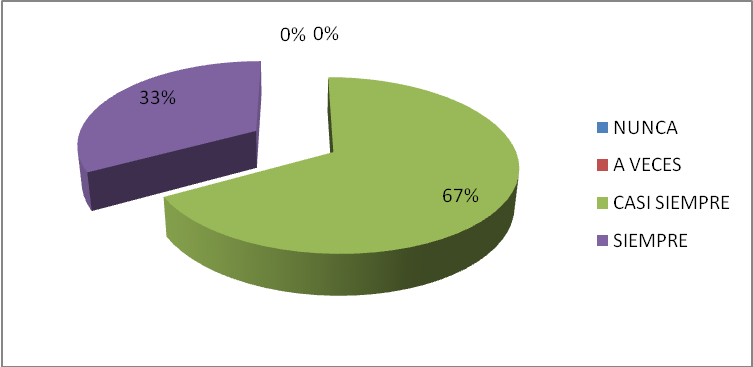 0% 0%
33%
67%
NUNCA
A VECES
CASI SIEMPRE
SIEMPRE